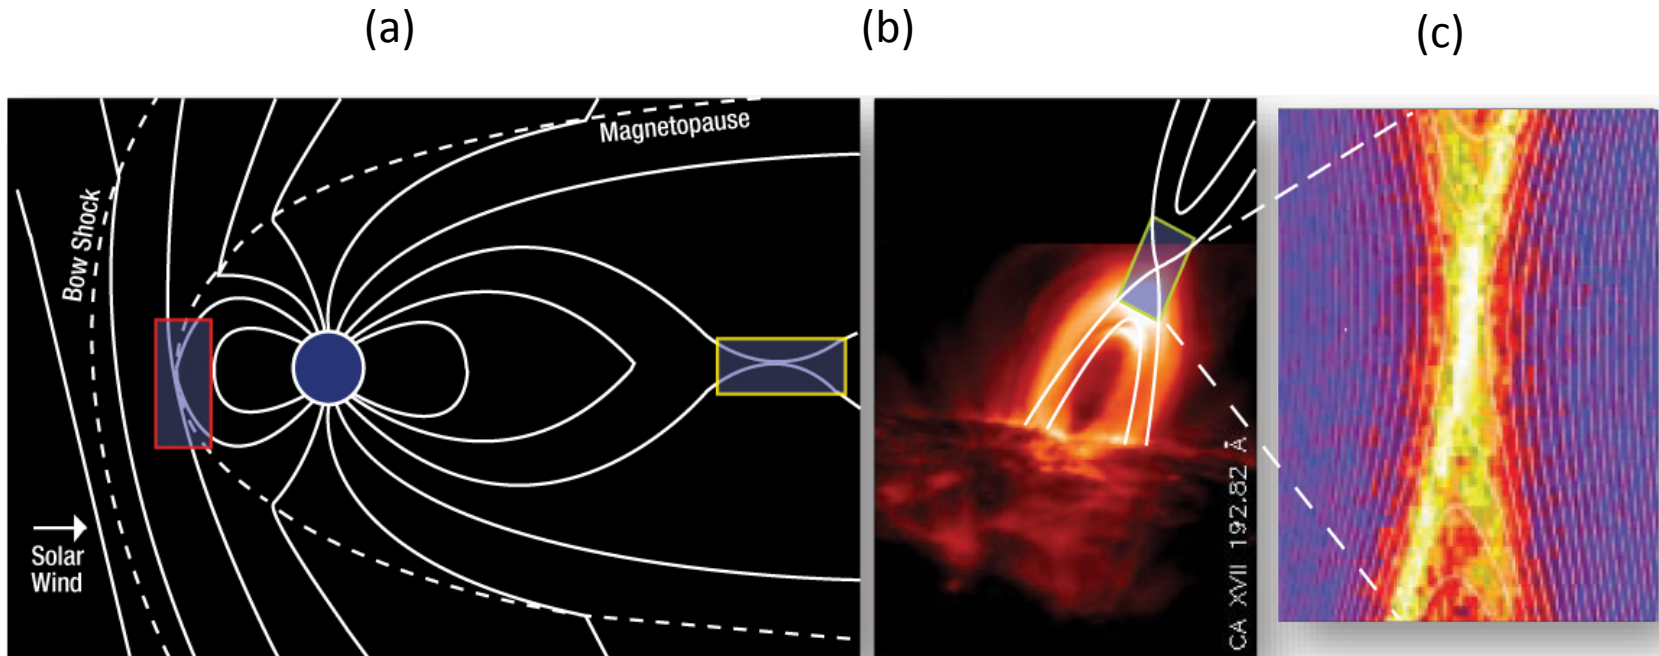 (a)
(b)
(c)
Magnetopause
Bow Shock
Solar
Wind
CA XVII 192.82 Å